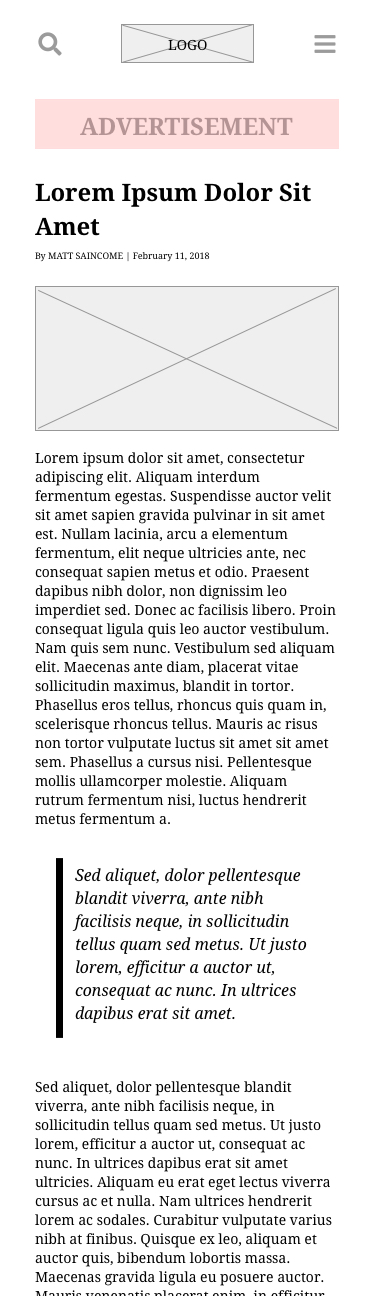 LOGO
ADVERTISEMENT
Lorem Ipsum Dolor Sit
Amet
By MATT SAINCOME | February 11, 2018
Lorem ipsum dolor sit amet, consectetur
adipiscing elit. Aliquam interdum
fermentum egestas. Suspendisse auctor velit
sit amet sapien gravida pulvinar in sit amet
est. Nullam lacinia, arcu a elementum
fermentum, elit neque ultricies ante, nec
consequat sapien metus et odio. Praesent
dapibus nibh dolor, non dignissim leo
imperdiet sed. Donec ac facilisis libero. Proin
consequat ligula quis leo auctor vestibulum.
Nam quis sem nunc. Vestibulum sed aliquam
elit. Maecenas ante diam, placerat vitae
sollicitudin maximus, blandit in tortor.
Phasellus eros tellus, rhoncus quis quam in,
scelerisque rhoncus tellus. Mauris ac risus
non tortor vulputate luctus sit amet sit amet
sem. Phasellus a cursus nisi. Pellentesque
mollis ullamcorper molestie. Aliquam
rutrum fermentum nisi, luctus hendrerit
metus fermentum a.
Sed aliquet, dolor pellentesque
blandit viverra, ante nibh
facilisis neque, in sollicitudin
tellus quam sed metus. Ut justo
lorem, efficitur a auctor ut,
consequat ac nunc. In ultrices
dapibus erat sit amet.
Sed aliquet, dolor pellentesque blandit
viverra, ante nibh facilisis neque, in
sollicitudin tellus quam sed metus. Ut justo
lorem, efficitur a auctor ut, consequat ac
nunc. In ultrices dapibus erat sit amet
ultricies. Aliquam eu erat eget lectus viverra
cursus ac et nulla. Nam ultrices hendrerit
lorem ac sodales. Curabitur vulputate varius
nibh at finibus. Quisque ex leo, aliquam et
auctor quis, bibendum lobortis massa.
Maecenas gravida ligula eu posuere auctor.
Mauris venenatis placerat enim, in efficitur